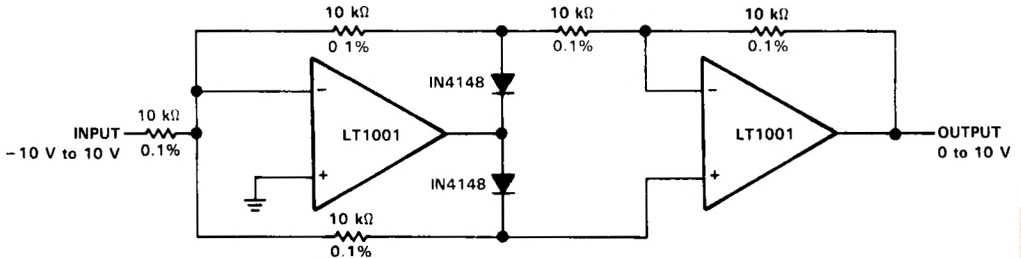 10 kΩ
0 1%
10 kΩ
0.1%
10 kΩ
0.1%
IN4148
−
LT1001
+
−
LT1001
+
10 kΩ
INPUT
0.1%
−10 V to 10 V
OUTPUT
0 to 10 V
IN4148
10 kΩ
0.1%